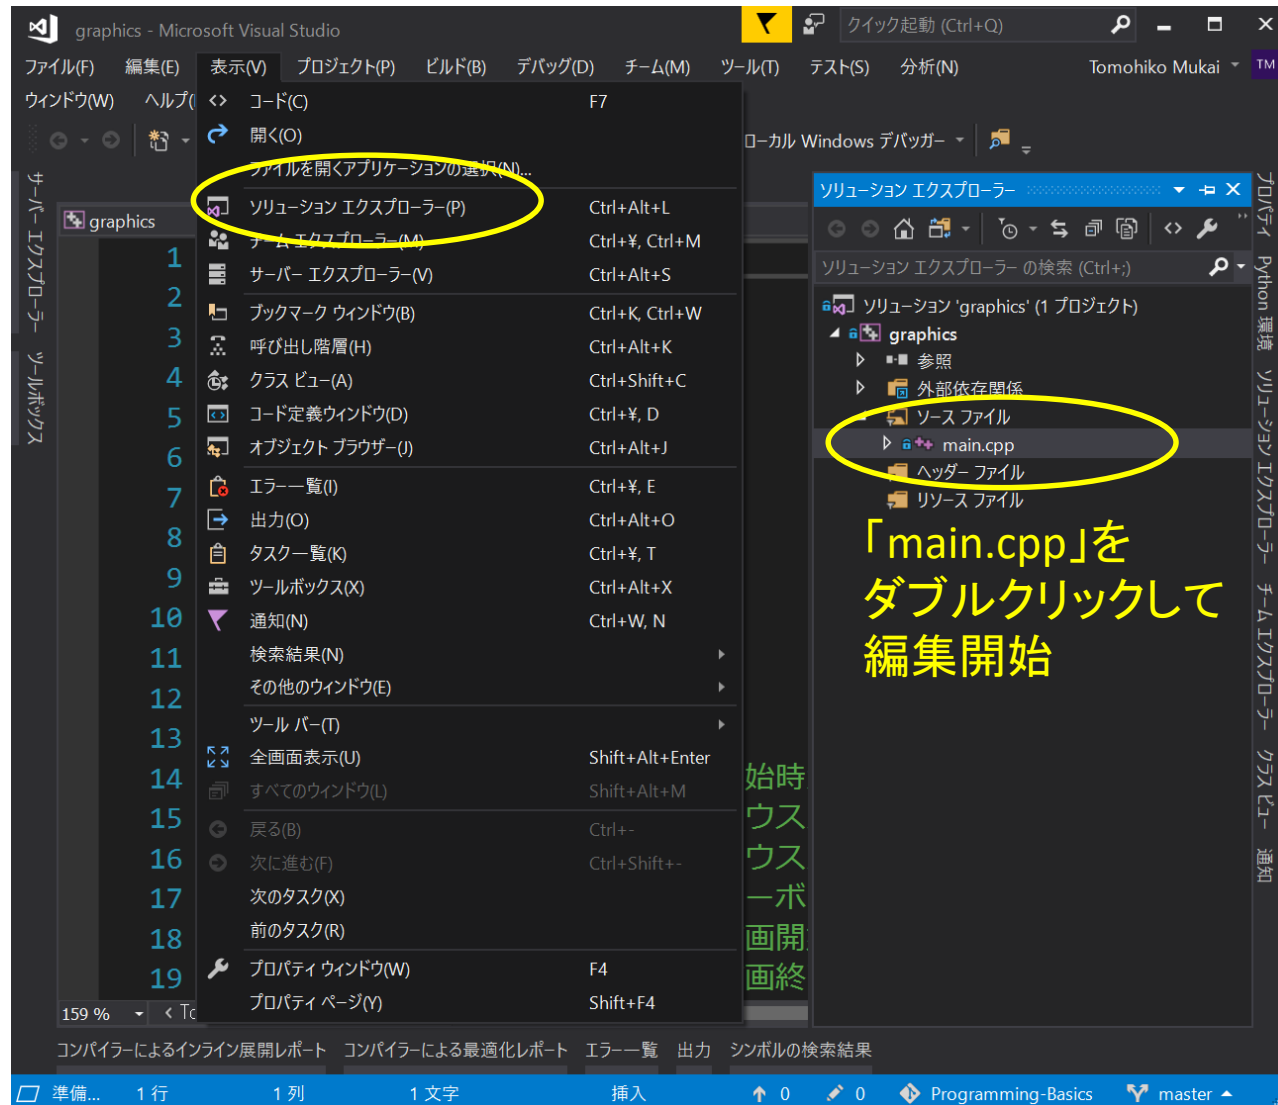 graphics - Microsoft Visual Studio
クイック起動 (Ctrl+Q)
ファイル(F) 編集(E) 表示(V) プロジェクト(P) ビルド(B) デバッグ(D) チーム(M) ツール(T) テスト(S) 分析(N) Tomohiko Mukai TM
ウィンドウ(W) ヘルプ(
ローカル Windows デバッガー
サーバー エクスプローラー
ツールボックス
graphics
1
2
3
4
5
6
7
8
9
10
11
12
13
14
15
16
17
18
19
コード(C) F7
開く(O)
ファイルを開くアプリケーションの選択(N)...
ソリューション エクスプローラー(P) Ctrl+Alt+L
チーム エクスプローラー(M) Ctrl+¥, Ctrl+M
サーバー エクスプローラー(V) Ctrl+Alt+S
ブックマーク ウィンドウ(B) Ctrl+K, Ctrl+W
呼び出し階層(H) Ctrl+Alt+K
クラス ビュー(A) Ctrl+Shift+C
コード定義ウィンドウ(D) Ctrl+¥, D
オブジェクト ブラウザー(J) Ctrl+Alt+J
エラー一覧(I) Ctrl+¥, E
出力(O) Ctrl+Alt+O
タスク一覧(K) Ctrl+¥, T
ツールボックス(X) Ctrl+Alt+X
通知(N) Ctrl+W, N
検索結果(N)
その他のウィンドウ(E)
ツール バー(T)
全画面表示(U) Shift+Alt+Enter
すべてのウィンドウ(L) Shift+Alt+M
戻る(B) Ctrl+-
次に進む(F) Ctrl+Shift+-
次のタスク(X)
前のタスク(R)
プロパティ ウィンドウ(W) F4
プロパティ ページ(Y) Shift+F4
始時
ウス
ウス
ーボ
画開
画終
ソリューション エクスプローラー
ソリューション エクスプローラー の検索 (Ctrl+;)
ソリューション 'graphics' (1 プロジェクト)
graphics
参照
外部依存関係
ソース ファイル
main.cpp
ヘッダー ファイル
リソース ファイル
「main.cpp」を
ダブルクリックして
編集開始
プロパティ
Python 環境
ソリューション エクスプローラー
チーム エクスプローラー
クラス ビュー
通知
159 %
コンパイラーによるインライン展開レポート コンパイラーによる最適化レポート エラー一覧 出力 シンボルの検索結果
準備... 1 行 1 列 1 文字 挿入 0 0 Programming-Basics master